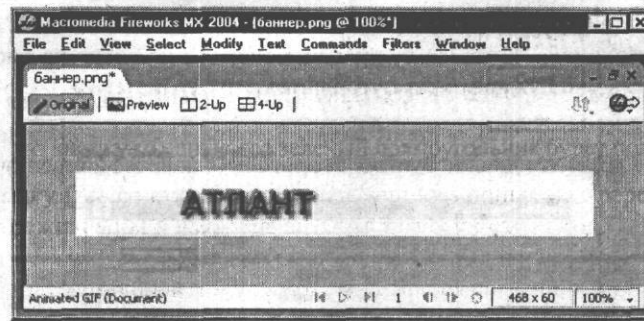 Macromedia Fireworks MX 2004 - [баннер.png @ 100%*]
File Edit View Select Modify Text Commands Filters Window Help
баннер.png*
Original Preview 2-Up 4-Up
АТЛАНТ
Animated GIF (Document) 1 468 x 60 100%